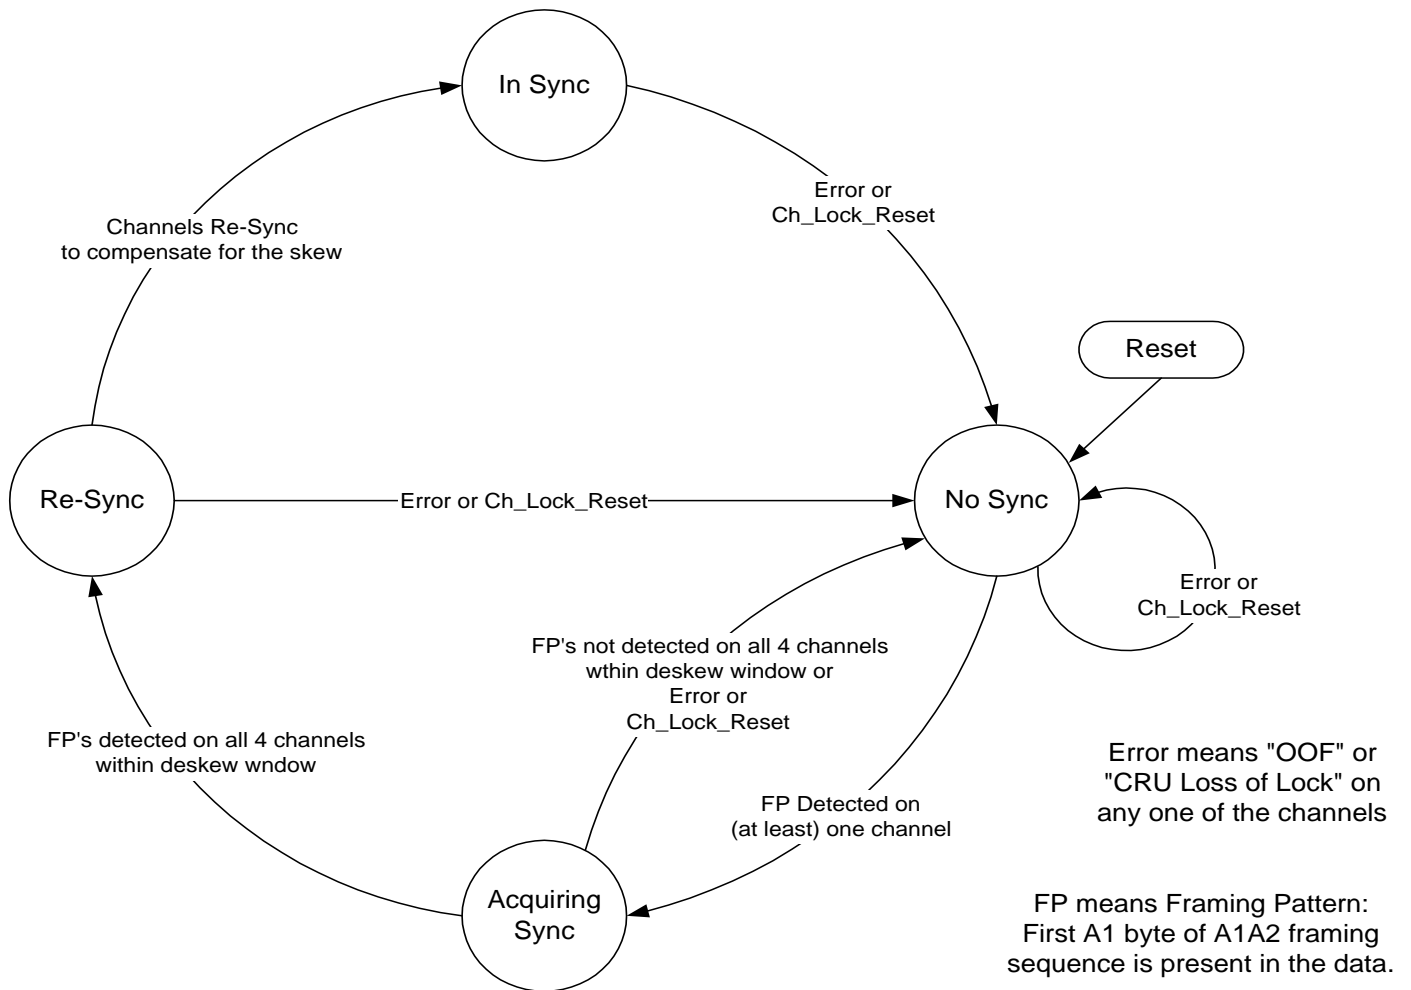 In Sync
Error or
Ch_Lock_Reset
Channels Re-Sync
to compensate for the skew
Reset
Re-Sync
Error or Ch_Lock_Reset
No Sync
Error or
Ch_Lock_Reset
FP's not detected on all 4 channels
wthin deskew window or
Error or
Ch_Lock_Reset
FP's detected on all 4 channels
within deskew wndow
FP Detected on
(at least) one channel
Error means "OOF" or
"CRU Loss of Lock" on
any one of the channels
Acquiring
Sync
FP means Framing Pattern:
First A1 byte of A1A2 framing
sequence is present in the data.